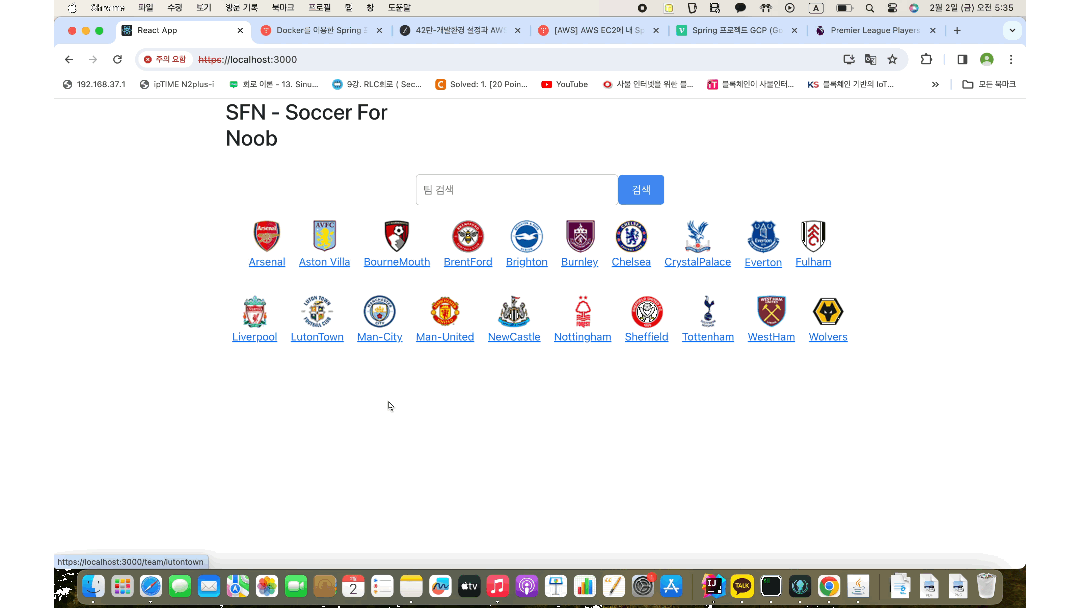 파일 수정 보기 방문 기록 북마크 프로필 탭 창 도움말 A 2월 2일 (금) 오전 5:35
React App Docker를 이용한 Spring 42단-개발환경 설정과 AW [AWS] AWS EC2에 내 Sp Spring 프로젝트 GCP (Go Premier League Players
주의 요함 https://localhost:3000
192.168.37.1 ipTIME N2plus-i 회로 이론 - 13. Sinu... 9강. RLC회로 ( Sec... Solved: 1. [20 Poin... YouTube 사물 인터넷을 위한 블... 블록체인이 사물인터... KS 블록체인 기반의 IoT... » 모든 북마크
SFN - Soccer For
Noob
팀 검색 검색
Arsenal Aston Villa BourneMouth BrentFord Brighton Burnley Chelsea CrystalPalace Everton Fulham
Liverpool LutonTown Man-City Man-United NewCastle Nottingham Sheffield Tottenham WestHam Wolvers
https://localhost:3000/team/lutontown